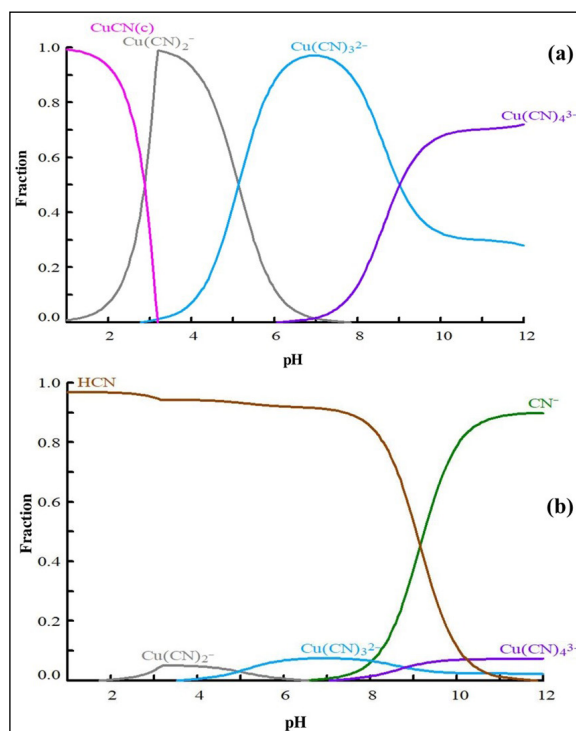 CuCN(c)
Cu(CN)₂⁻
Cu(CN)₃²⁻
(a)
Cu(CN)₄³⁻
1.0
0.8
0.6
0.4
0.2
0.0
Fraction
2 4 6 8 10 12
pH
HCN
CN⁻
(b)
Cu(CN)₂⁻
Cu(CN)₃²⁻
Cu(CN)₄³⁻
1.0
0.8
0.6
0.4
0.2
0.0
Fraction
2 4 6 8 10 12
pH